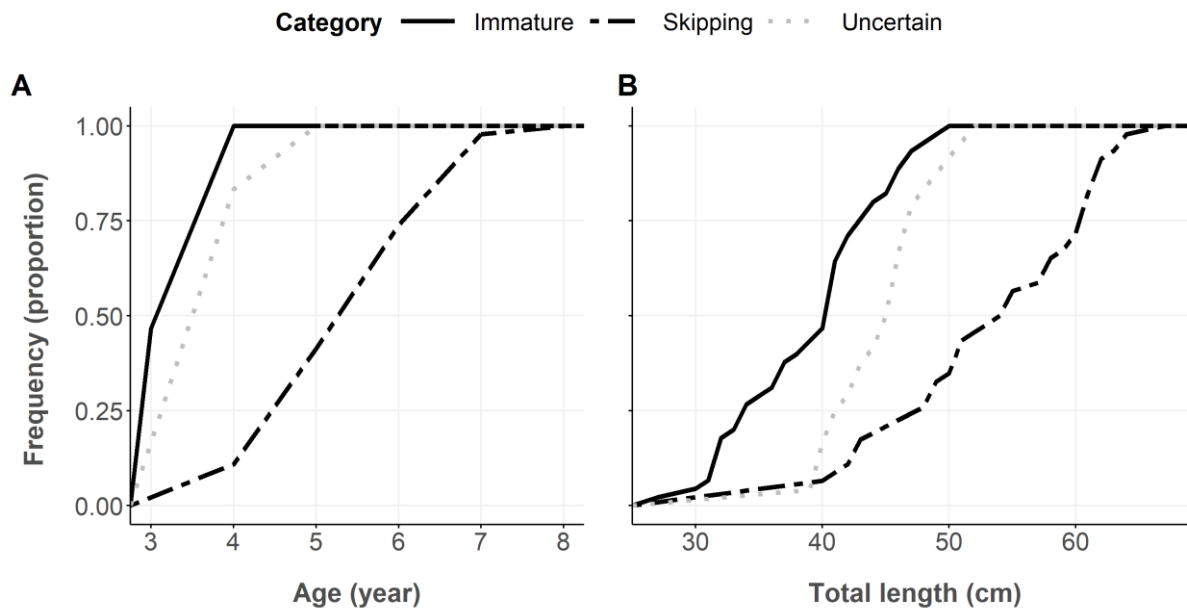 Category Immature Skipping Uncertain
A B
Frequency (proportion)
1.00
0.75
0.50
0.25
0.00
3 4 5 6 7 8
Age (year)
30 40 50 60
Total length (cm)